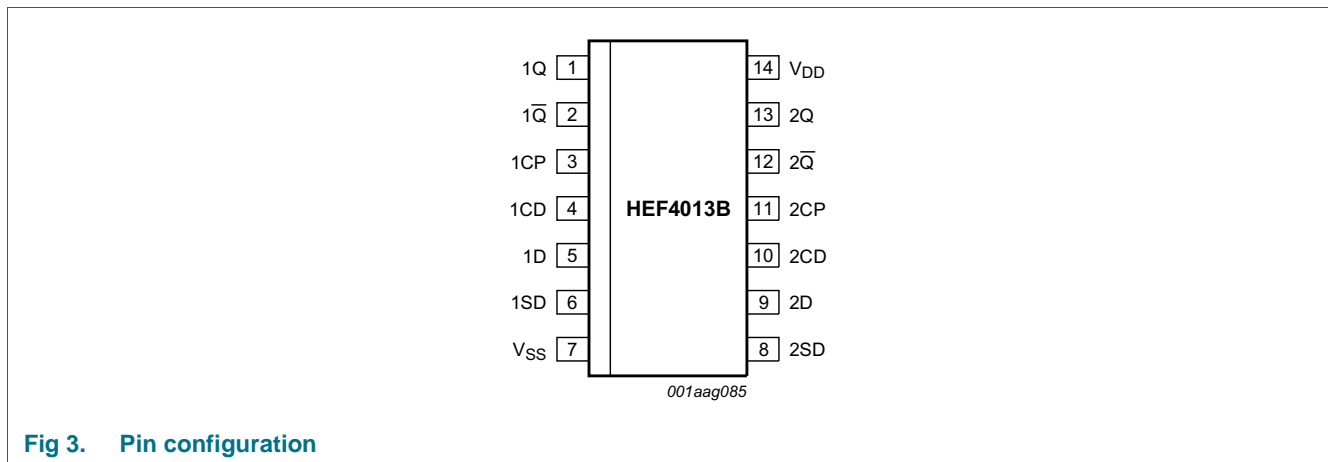 1Q 1 14 VDD
1Q̅ 2 13 2Q
1CP 3 12 2Q̅
1CD 4 HEF4013B 11 2CP
1D 5 10 2CD
1SD 6 9 2D
VSS 7 8 2SD
001aag085
Fig 3. Pin configuration